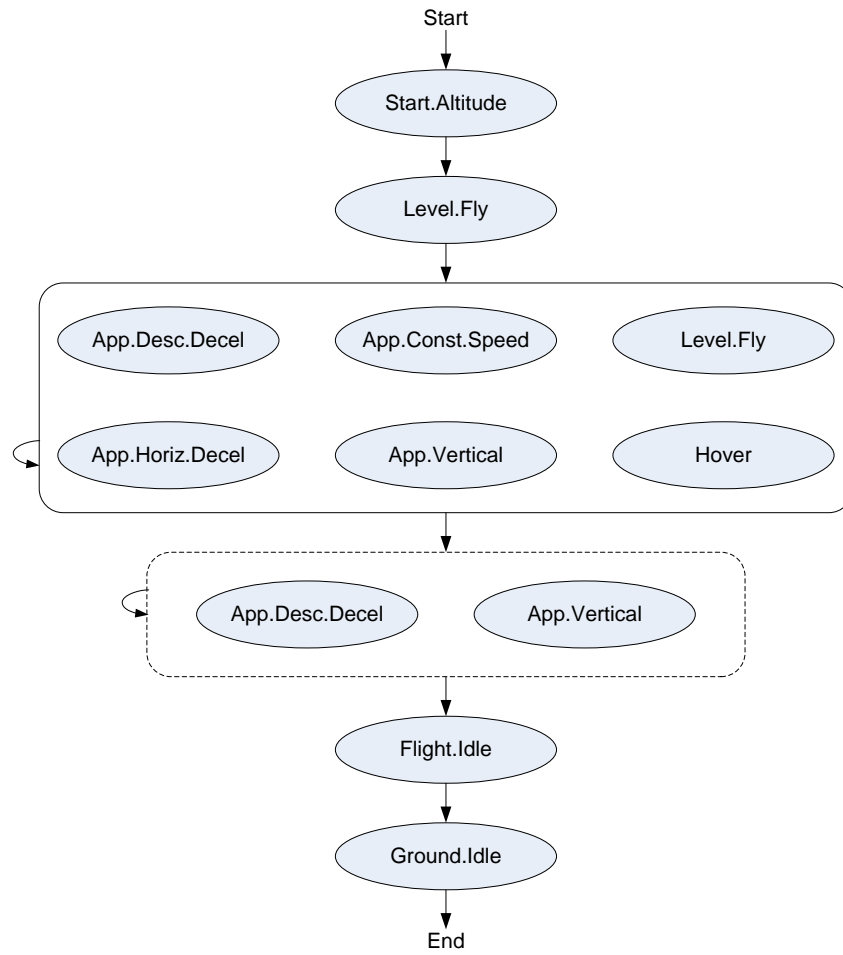 Start
Start.Altitude
Level.Fly
App.Desc.Decel
App.Const.Speed
Level.Fly
App.Horiz.Decel
App.Vertical
Hover
App.Desc.Decel
App.Vertical
Flight.Idle
Ground.Idle
End